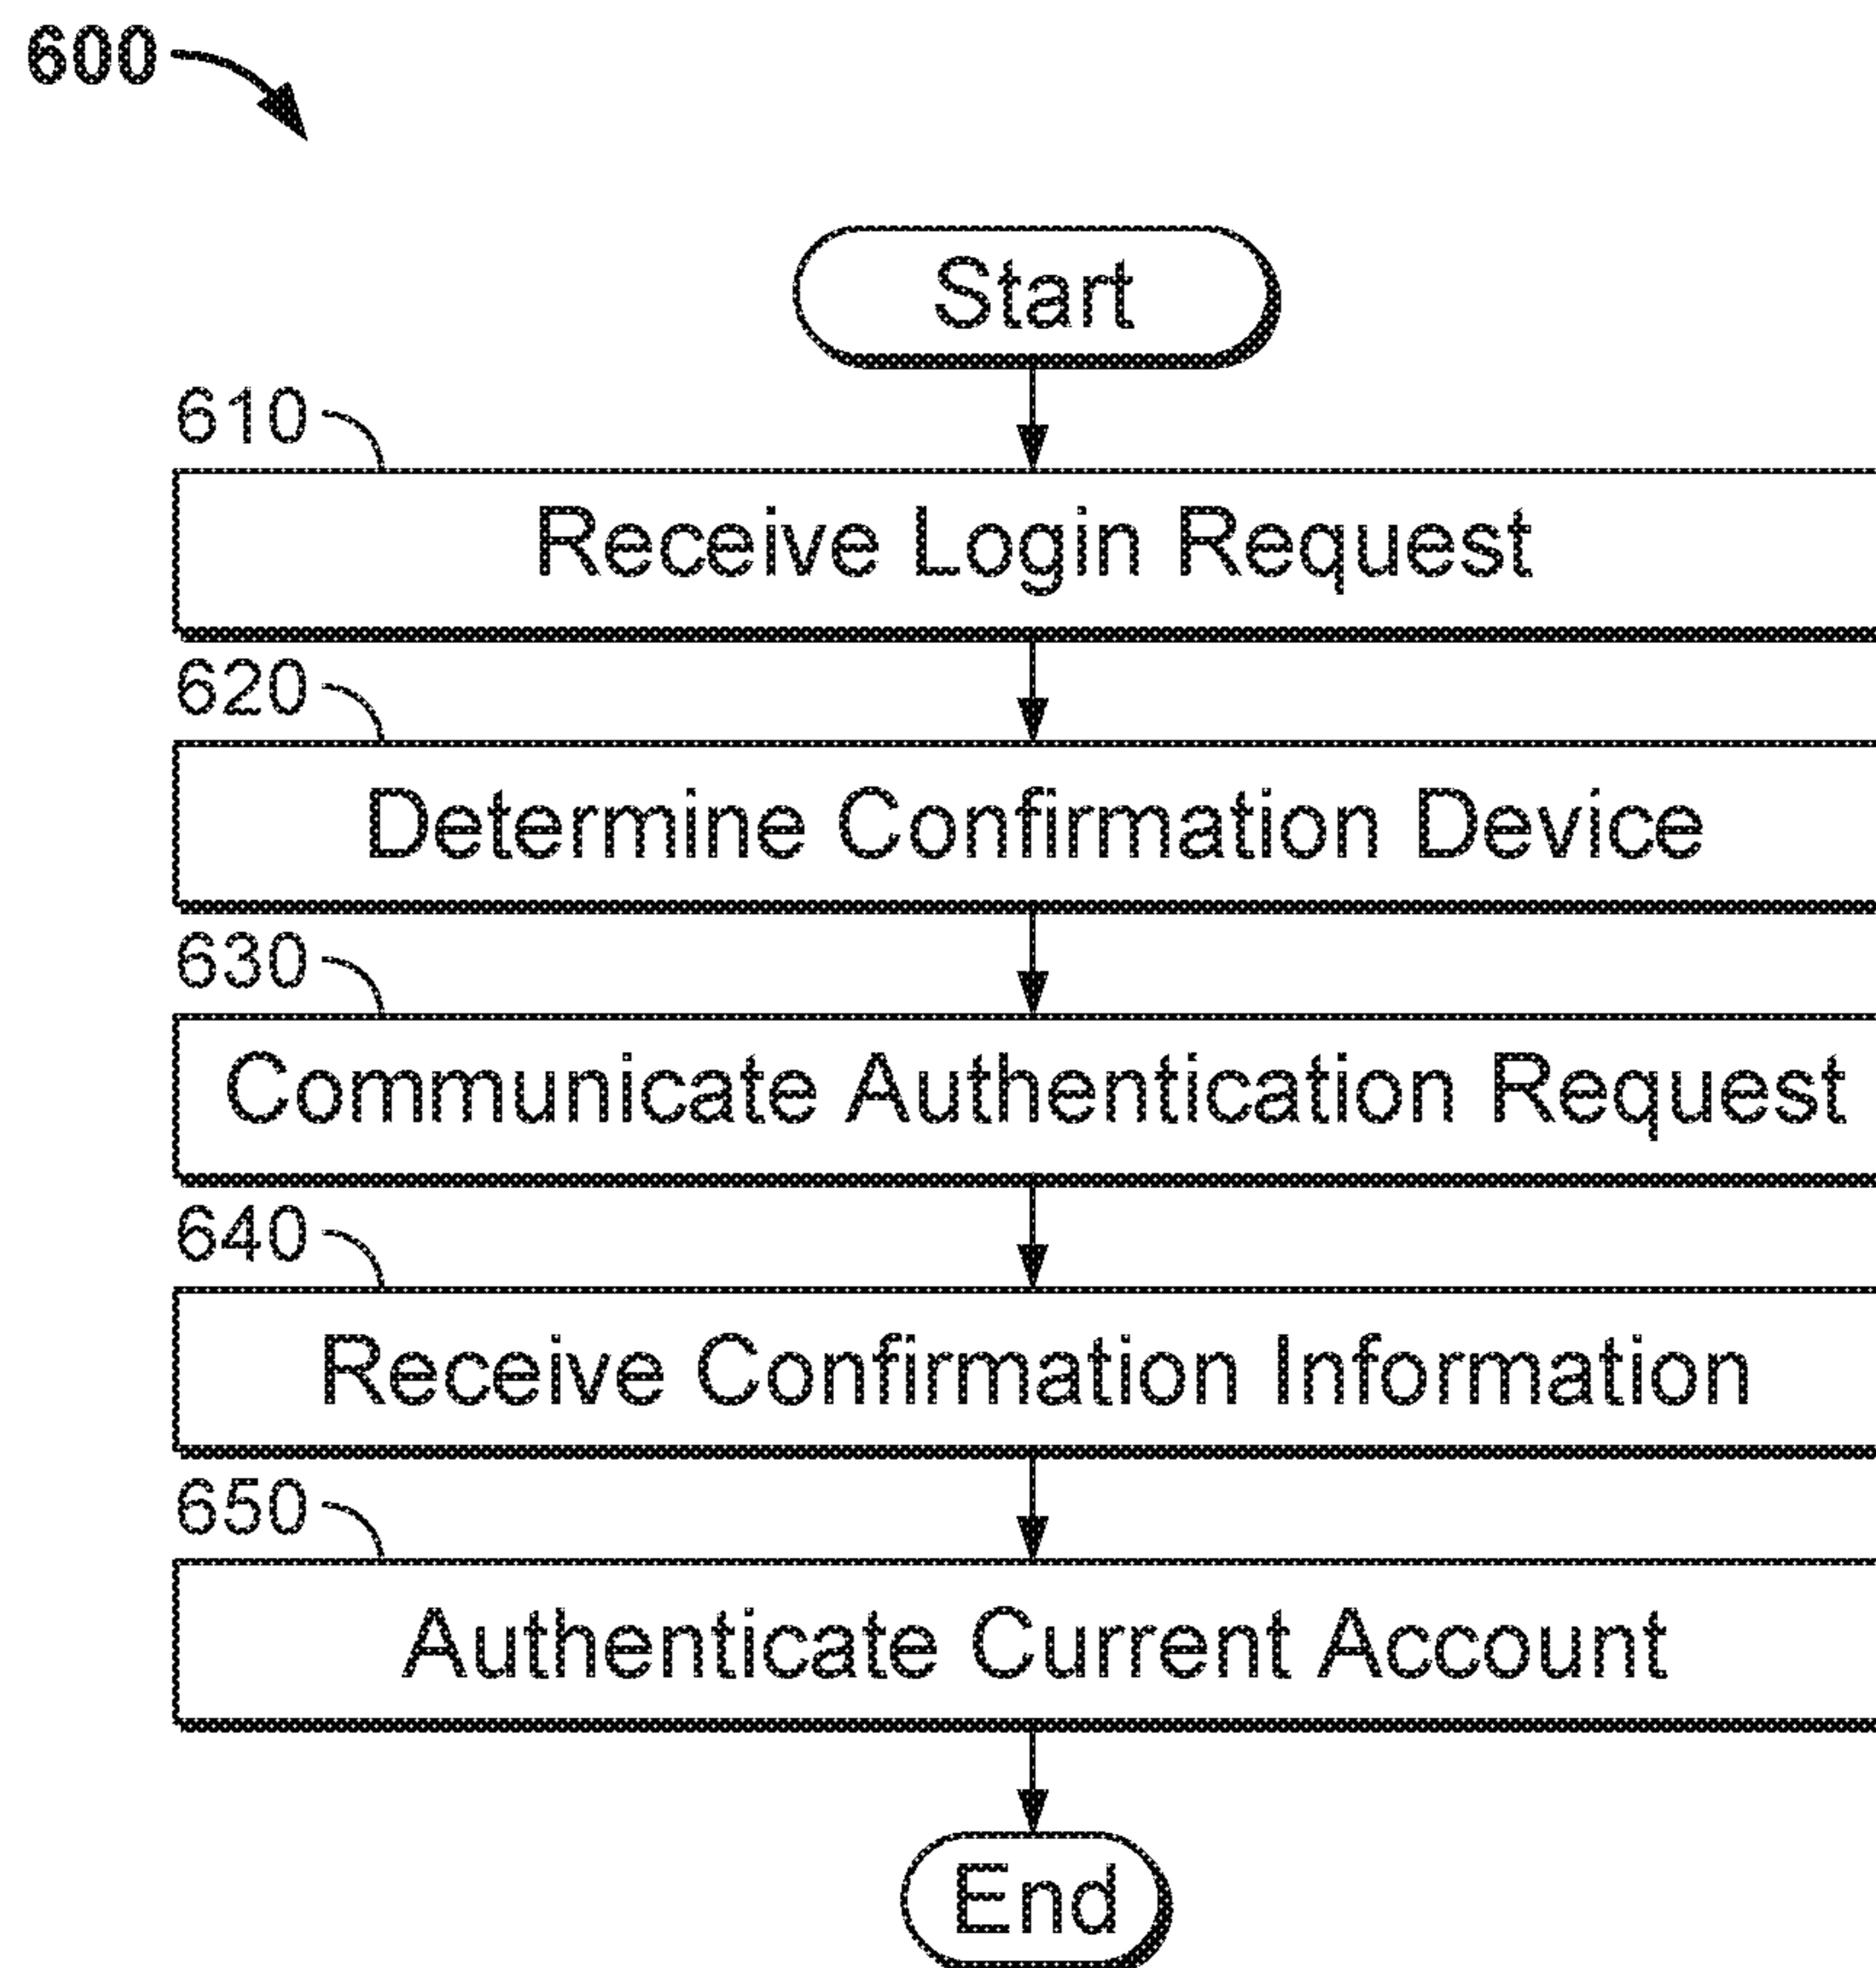 600
Start
610
Receive Login Request
620
Determine Confirmation Device
630
Communicate Authentication Request
640
Receive Confirmation Information
650
Authenticate Current Account
End